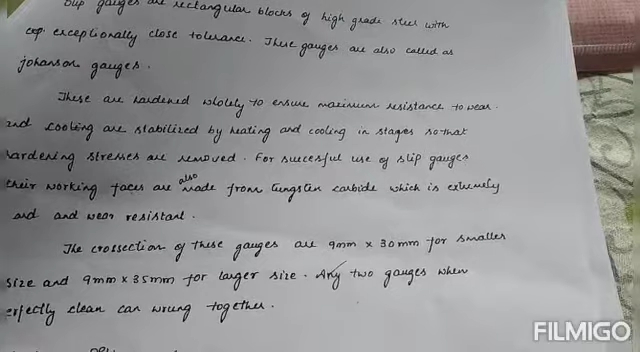 slip gauges are rectangular blocks of high grade steel with
exceptionally close tolerance. These gauges are also called as
johanson gauges.
These are hardened wholely to ensure maximum resistance to wear.
and cooling are stabilized by heating and cooling in stages so that
hardening stresses are removed. For succesful use of slip gauges
their working faces are also made from tungsten carbide which is extremely
and wear resistant.
The crossection of these gauges are 9mm x 30mm for smaller
size and 9mm x 35mm for larger size. Any two gauges when
perfectly clean can wrung together.
FILMIGO